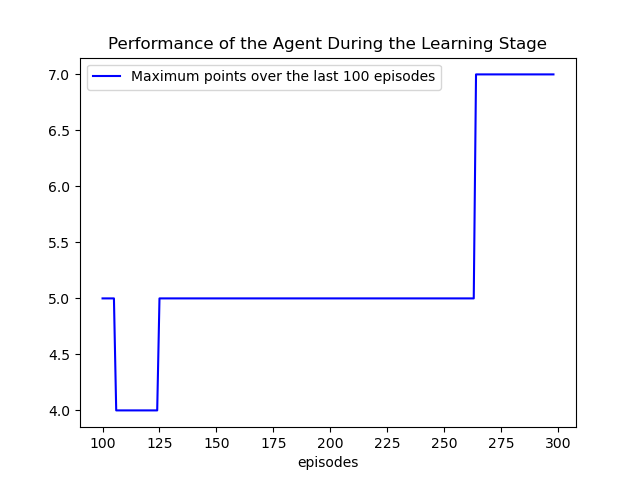 Performance of the Agent During the Learning Stage
Maximum points over the last 100 episodes
7.0
6.5
6.0
5.5
5.0
4.5
4.0
100 125 150 175 200 225 250 275 300
episodes